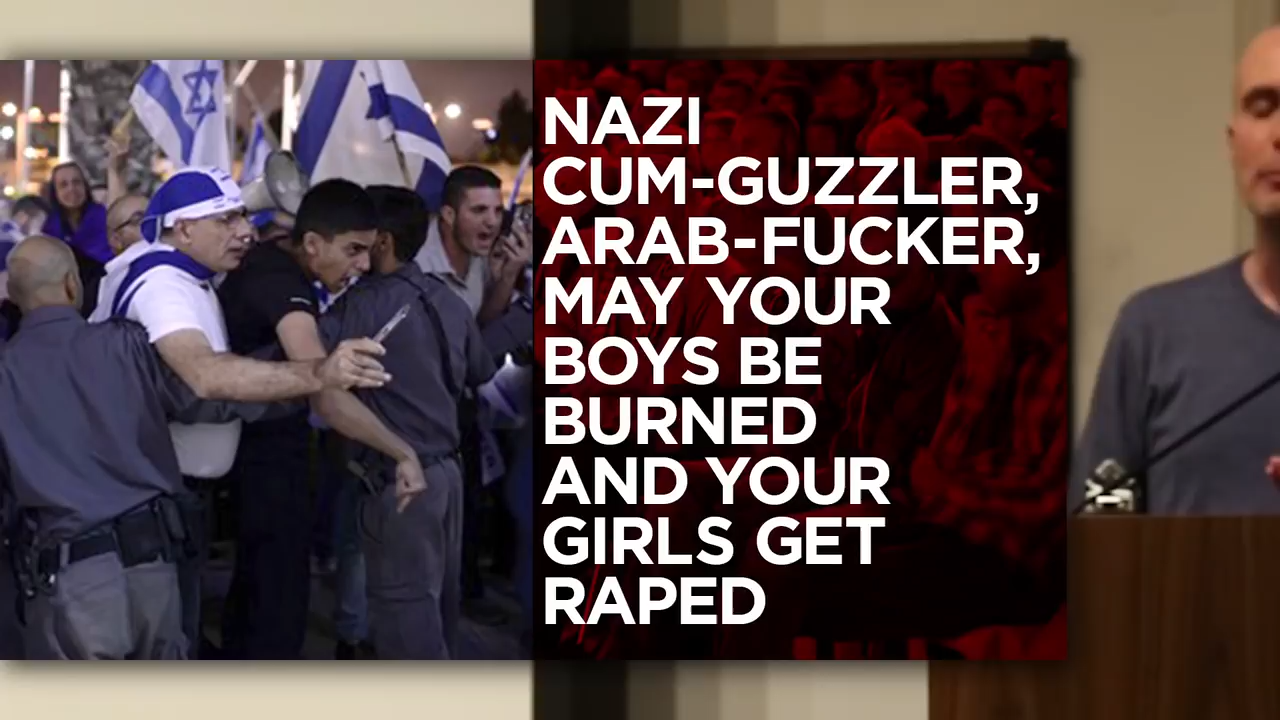 NAZI
CUM-GUZZLER,
ARAB-FUCKER,
MAY YOUR
BOYS BE
BURNED
AND YOUR
GIRLS GET
RAPED